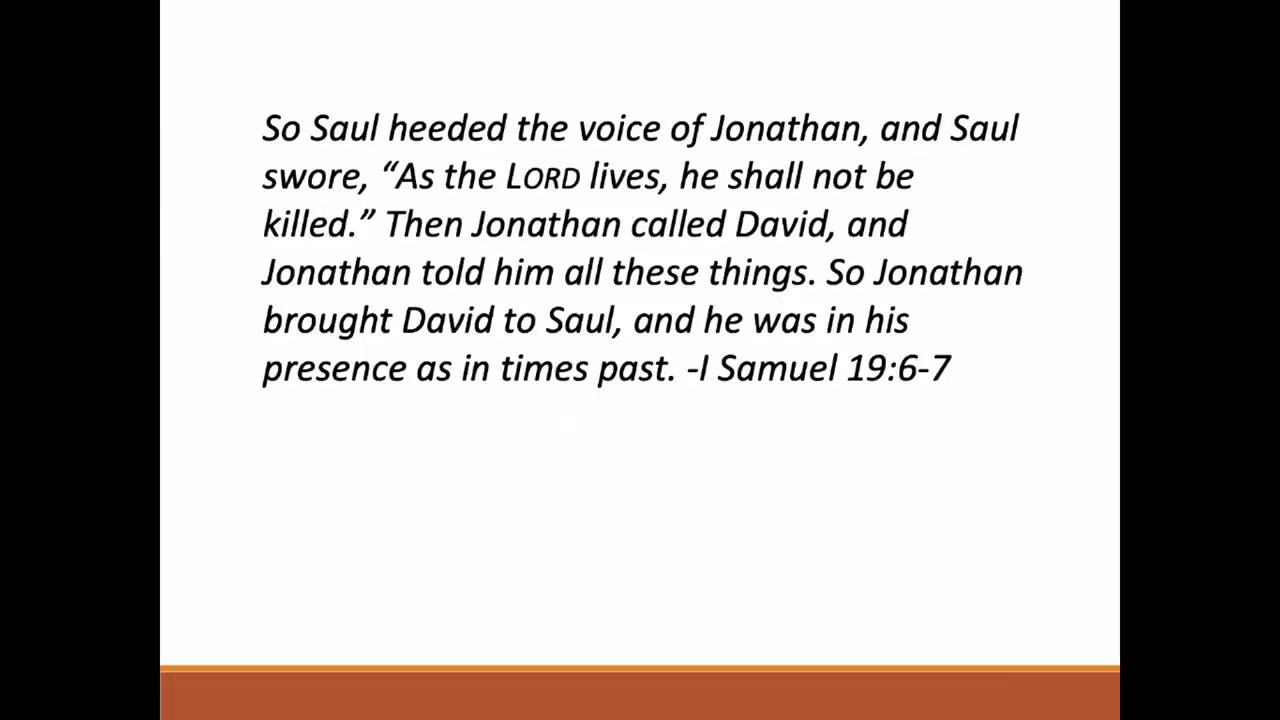 So Saul heeded the voice of Jonathan, and Saul
swore, “As the LORD lives, he shall not be
killed.” Then Jonathan called David, and
Jonathan told him all these things. So Jonathan
brought David to Saul, and he was in his
presence as in times past. -I Samuel 19:6-7